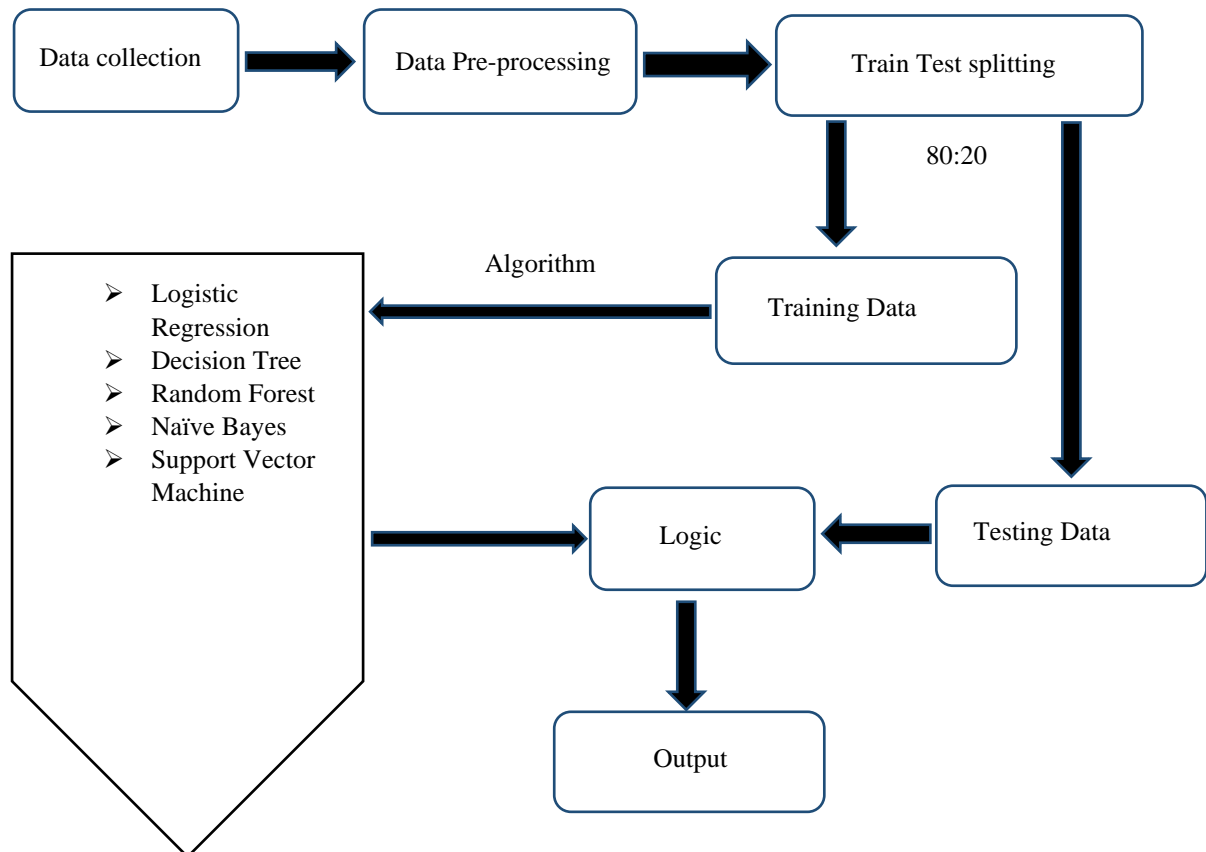 Data collection
Data Pre-processing
Train Test splitting
80:20
Algorithm
Training Data
➢ Logistic
Regression
➢ Decision Tree
➢ Random Forest
➢ Naïve Bayes
➢ Support Vector
Machine
Logic
Testing Data
Output